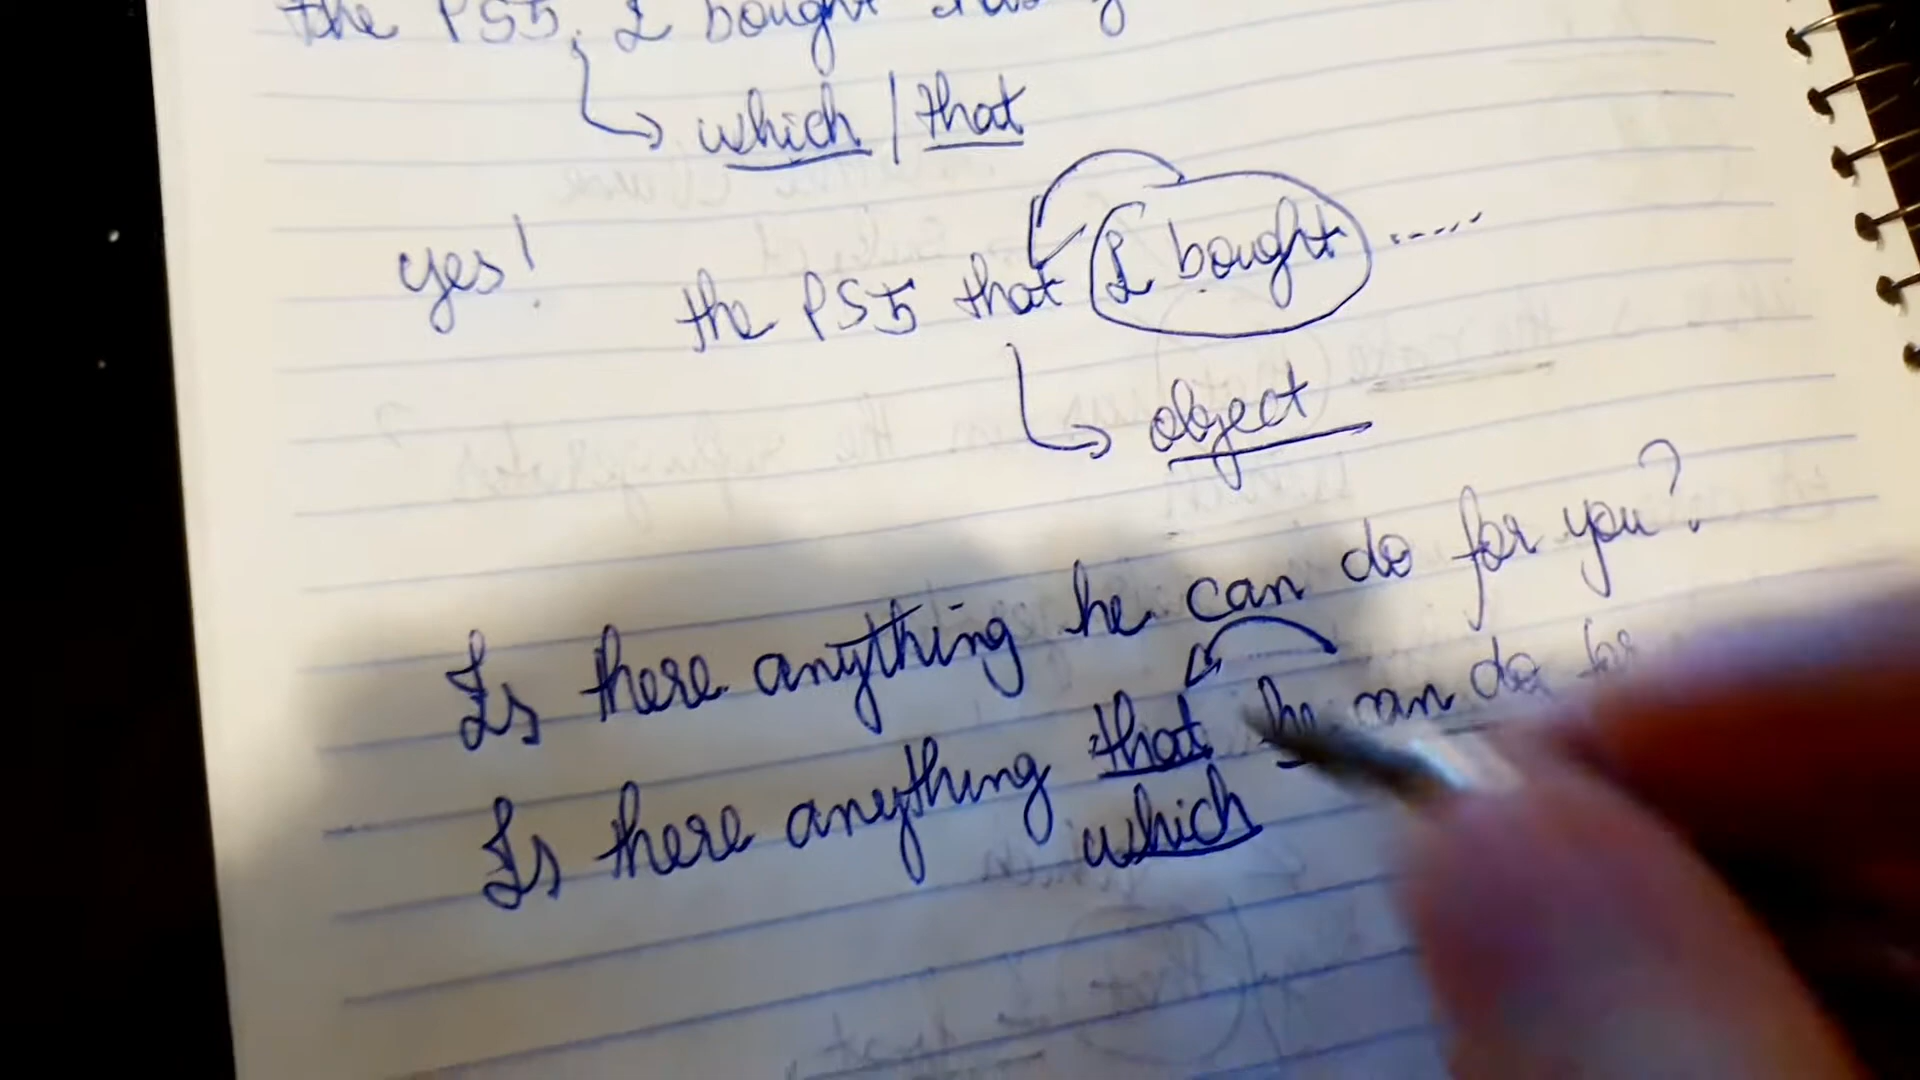 the PS5, I bought
which / that
yes!
the PS5 that I bought .....
object
Is there anything he can do for you?
Is there anything that he can do for
which